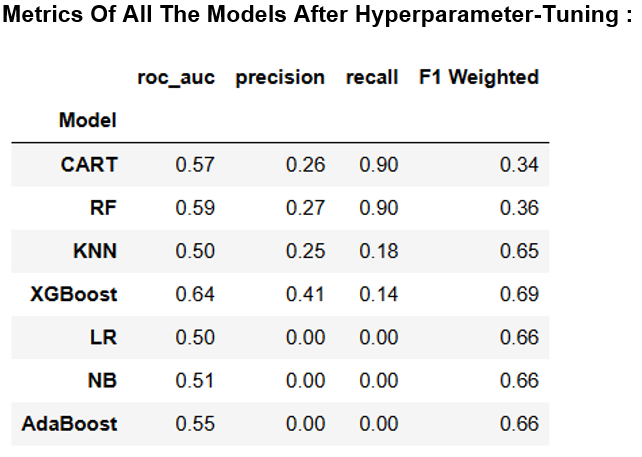 Metrics Of All The Models After Hyperparameter-Tuning :
roc_auc precision recall F1 Weighted
Model
CART 0.57 0.26 0.90 0.34
RF 0.59 0.27 0.90 0.36
KNN 0.50 0.25 0.18 0.65
XGBoost 0.64 0.41 0.14 0.69
LR 0.50 0.00 0.00 0.66
NB 0.51 0.00 0.00 0.66
AdaBoost 0.55 0.00 0.00 0.66